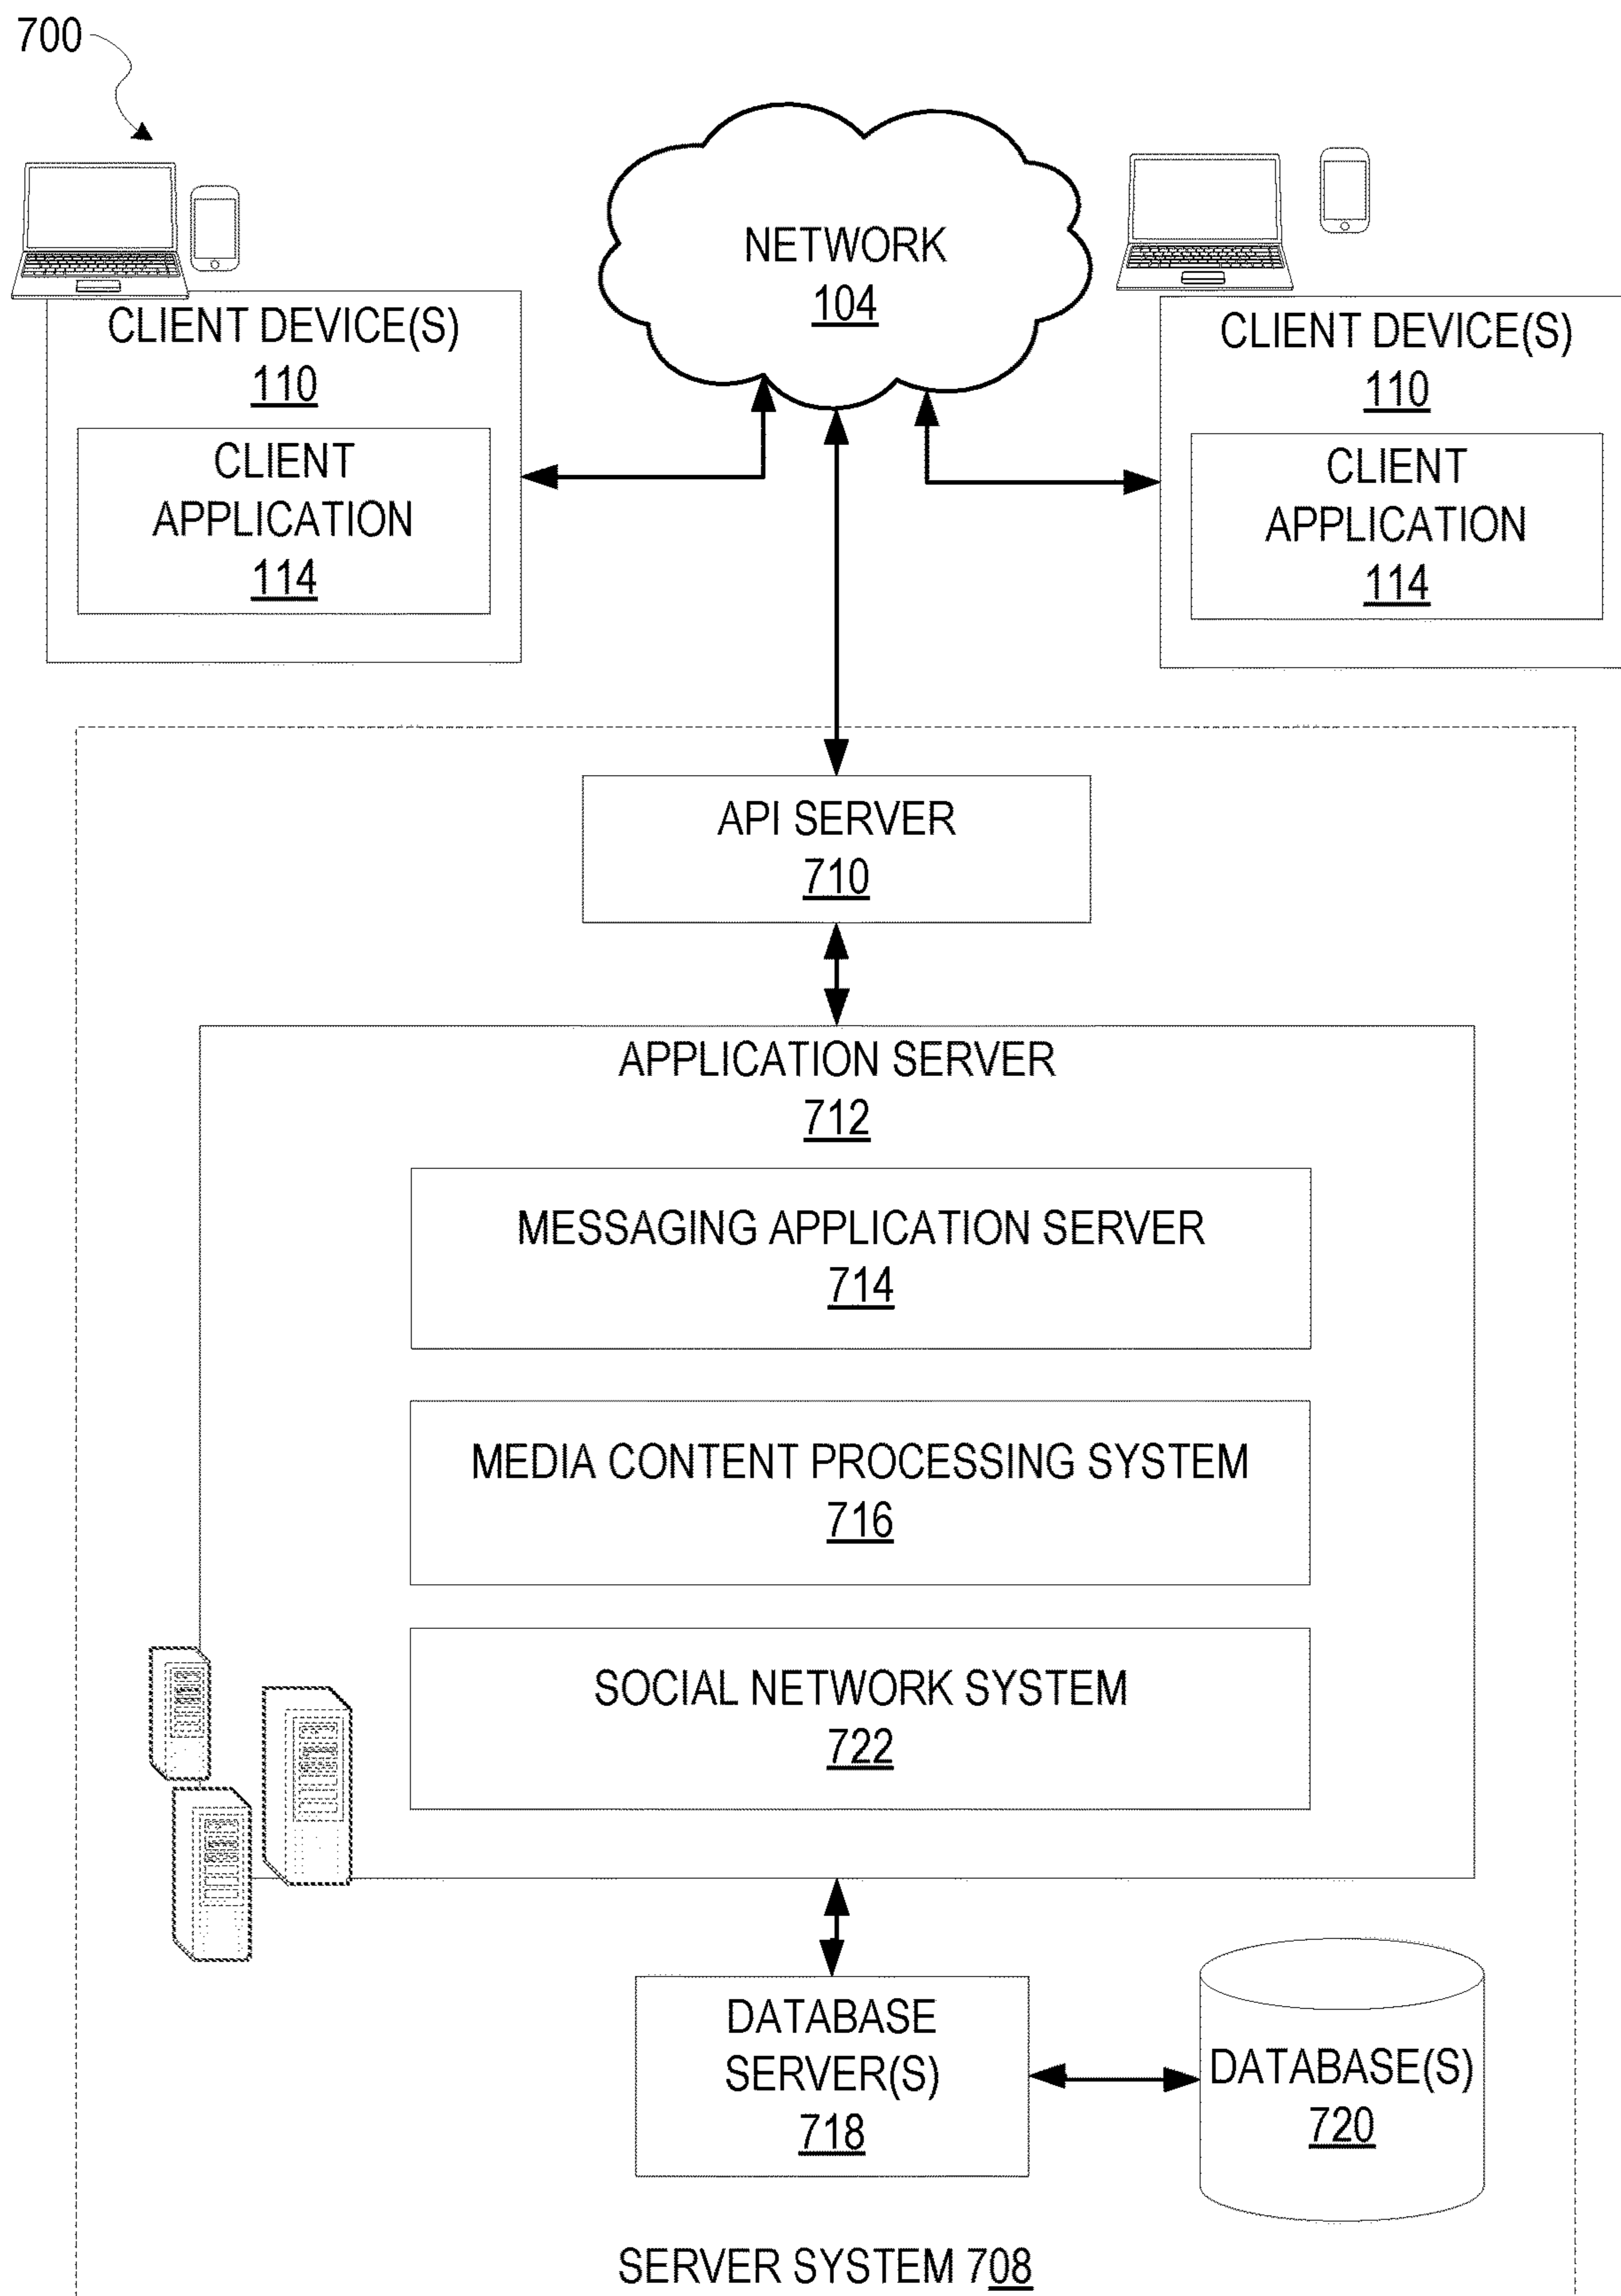 700
NETWORK
104
CLIENT DEVICE(S)
110
CLIENT
APPLICATION
114
CLIENT DEVICE(S)
110
CLIENT
APPLICATION
114
API SERVER
710
APPLICATION SERVER
712
MESSAGING APPLICATION SERVER
714
MEDIA CONTENT PROCESSING SYSTEM
716
SOCIAL NETWORK SYSTEM
722
DATABASE
SERVER(S)
718
DATABASE(S)
720
SERVER SYSTEM 708